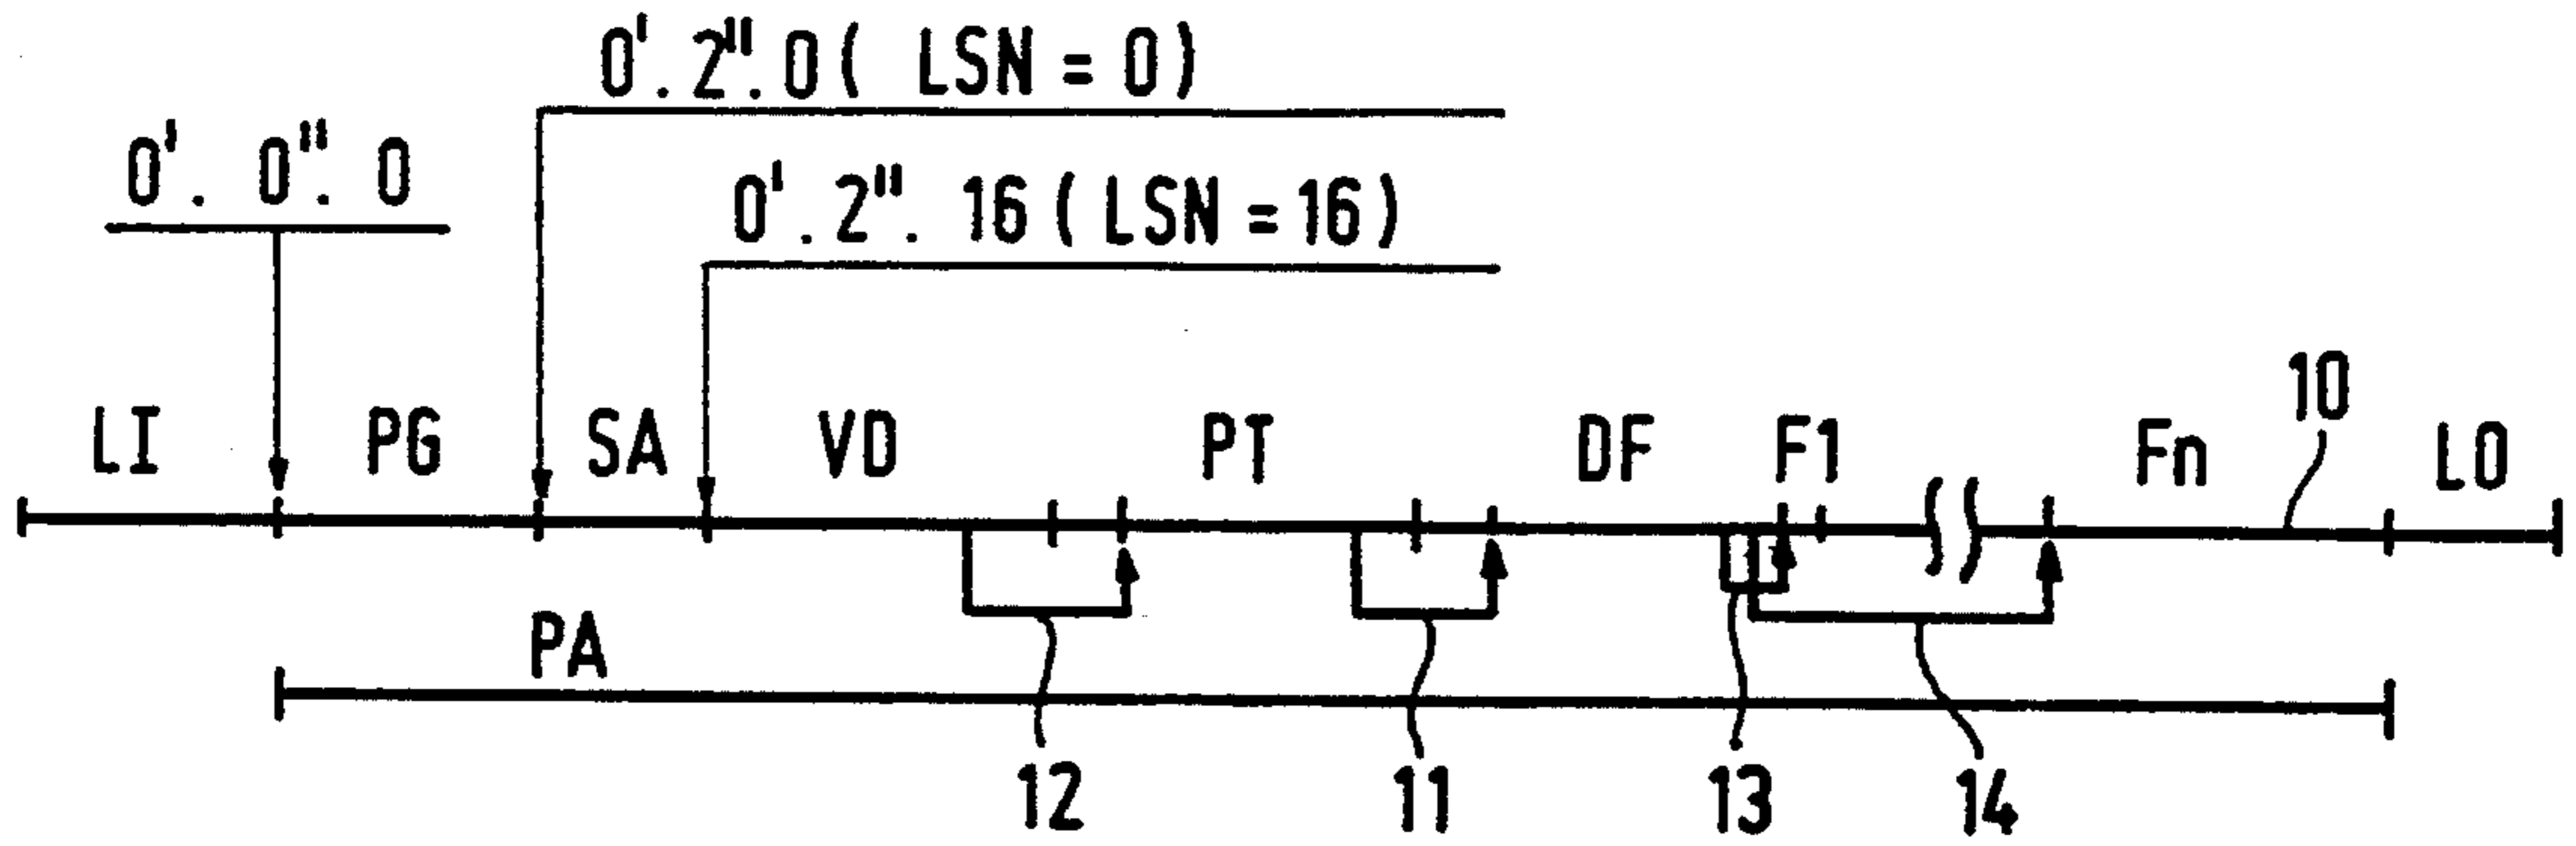 0'. 2". 0 ( LSN = 0 )
0'. 0". 0
0'. 2". 16 ( LSN = 16 )
10
LI PG SA VD PT DF F1 Fn LO
PA
12 11 13 14